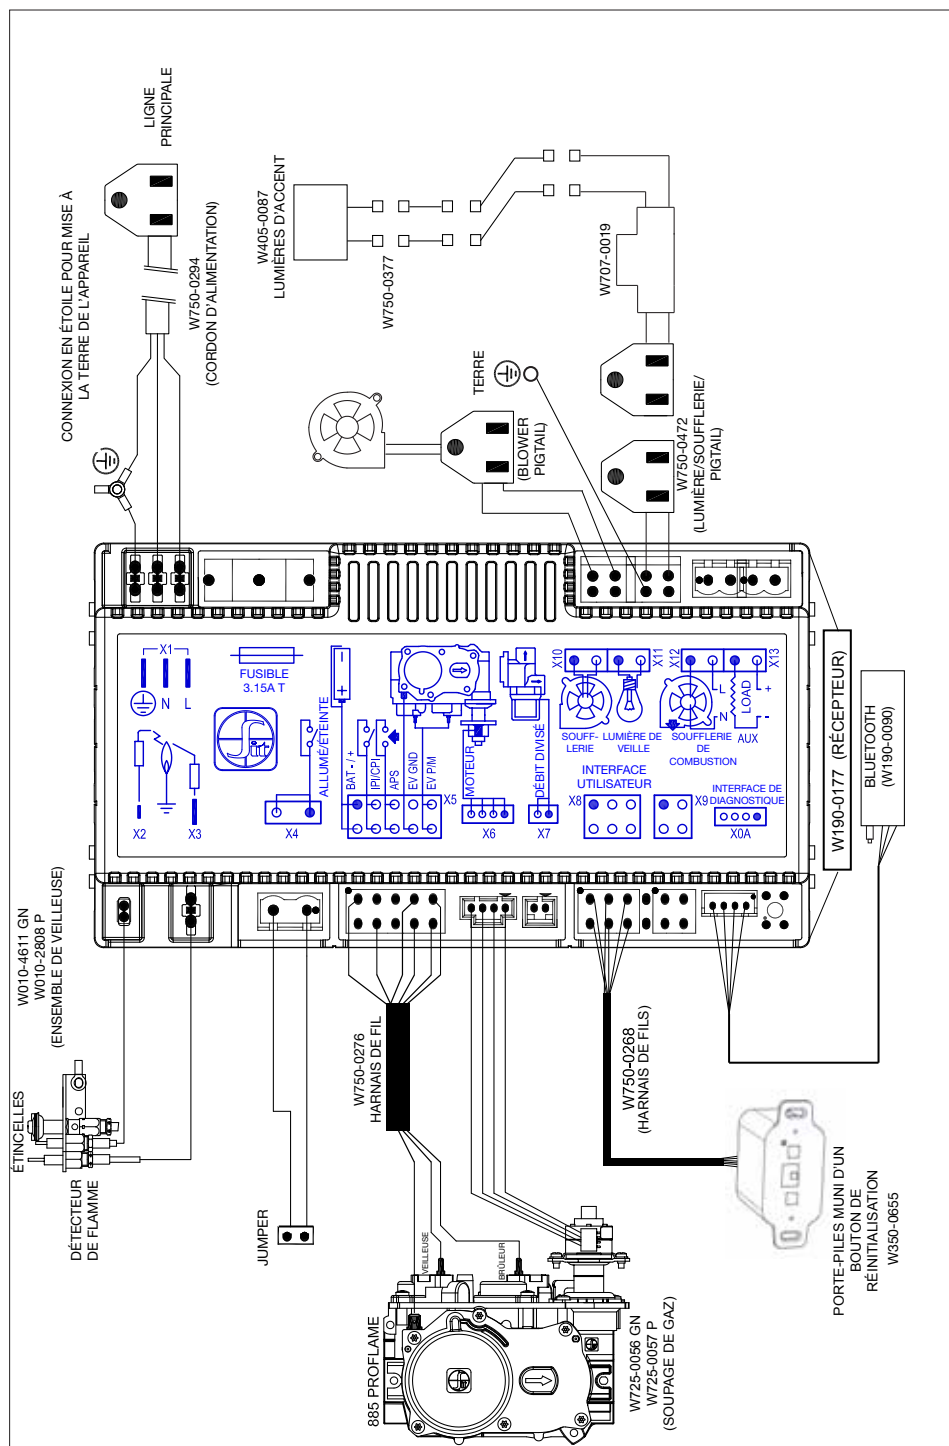 LIGNE
PRINCIPALE
CONNEXION EN ÉTOILE POUR MISE À
LA TERRE DE L'APPAREIL
W750-0294
(CORDON D'ALIMENTATION)
W405-0087
LUMIÈRES D'ACCENT
W750-0377
W707-0019
TERRE
(BLOWER
PIGTAIL)
W750-0472
(LUMIÈRE/SOUFFLERIE/
PIGTAIL)
X1
N
L
FUSIBLE
3.15A T
X2
X3
ALLUMÉ/ÉTEINTE
X4
- +
BAT - / +
IPI/CPI
APS
EV GND
EV P/M
X5
MOTEUR
X6
DÉBIT DIVISÉ
X7
X10
X11
X12
X13
SOUFF-
LERIE
LUMIÈRE DE
VEILLE
SOUFFLERIE
DE
COMBUSTION
L
N
LOAD
+
-
AUX
INTERFACE
UTILISATEUR
X8
X9
INTERFACE DE
DIAGNOSTIQUE
X0A
W190-0177 (RÉCEPTEUR)
BLUETOOTH
(W190-0090)
W010-4611 GN
W010-2808 P
(ENSEMBLE DE VEILLEUSE)
ÉTINCELLES
DÉTECTEUR
DE FLAMME
JUMPER
W750-0276
HARNAIS DE FIL
W750-0268
(HARNAIS DE FILS)
VEILLEUSE
BRÛLEUR
885 PROFLAME
W725-0056 GN
W725-0057 P
(SOUPAGE DE GAZ)
PORTE-PILES MUNI D'UN
BOUTON DE
RÉINITIALISATION
W350-0655